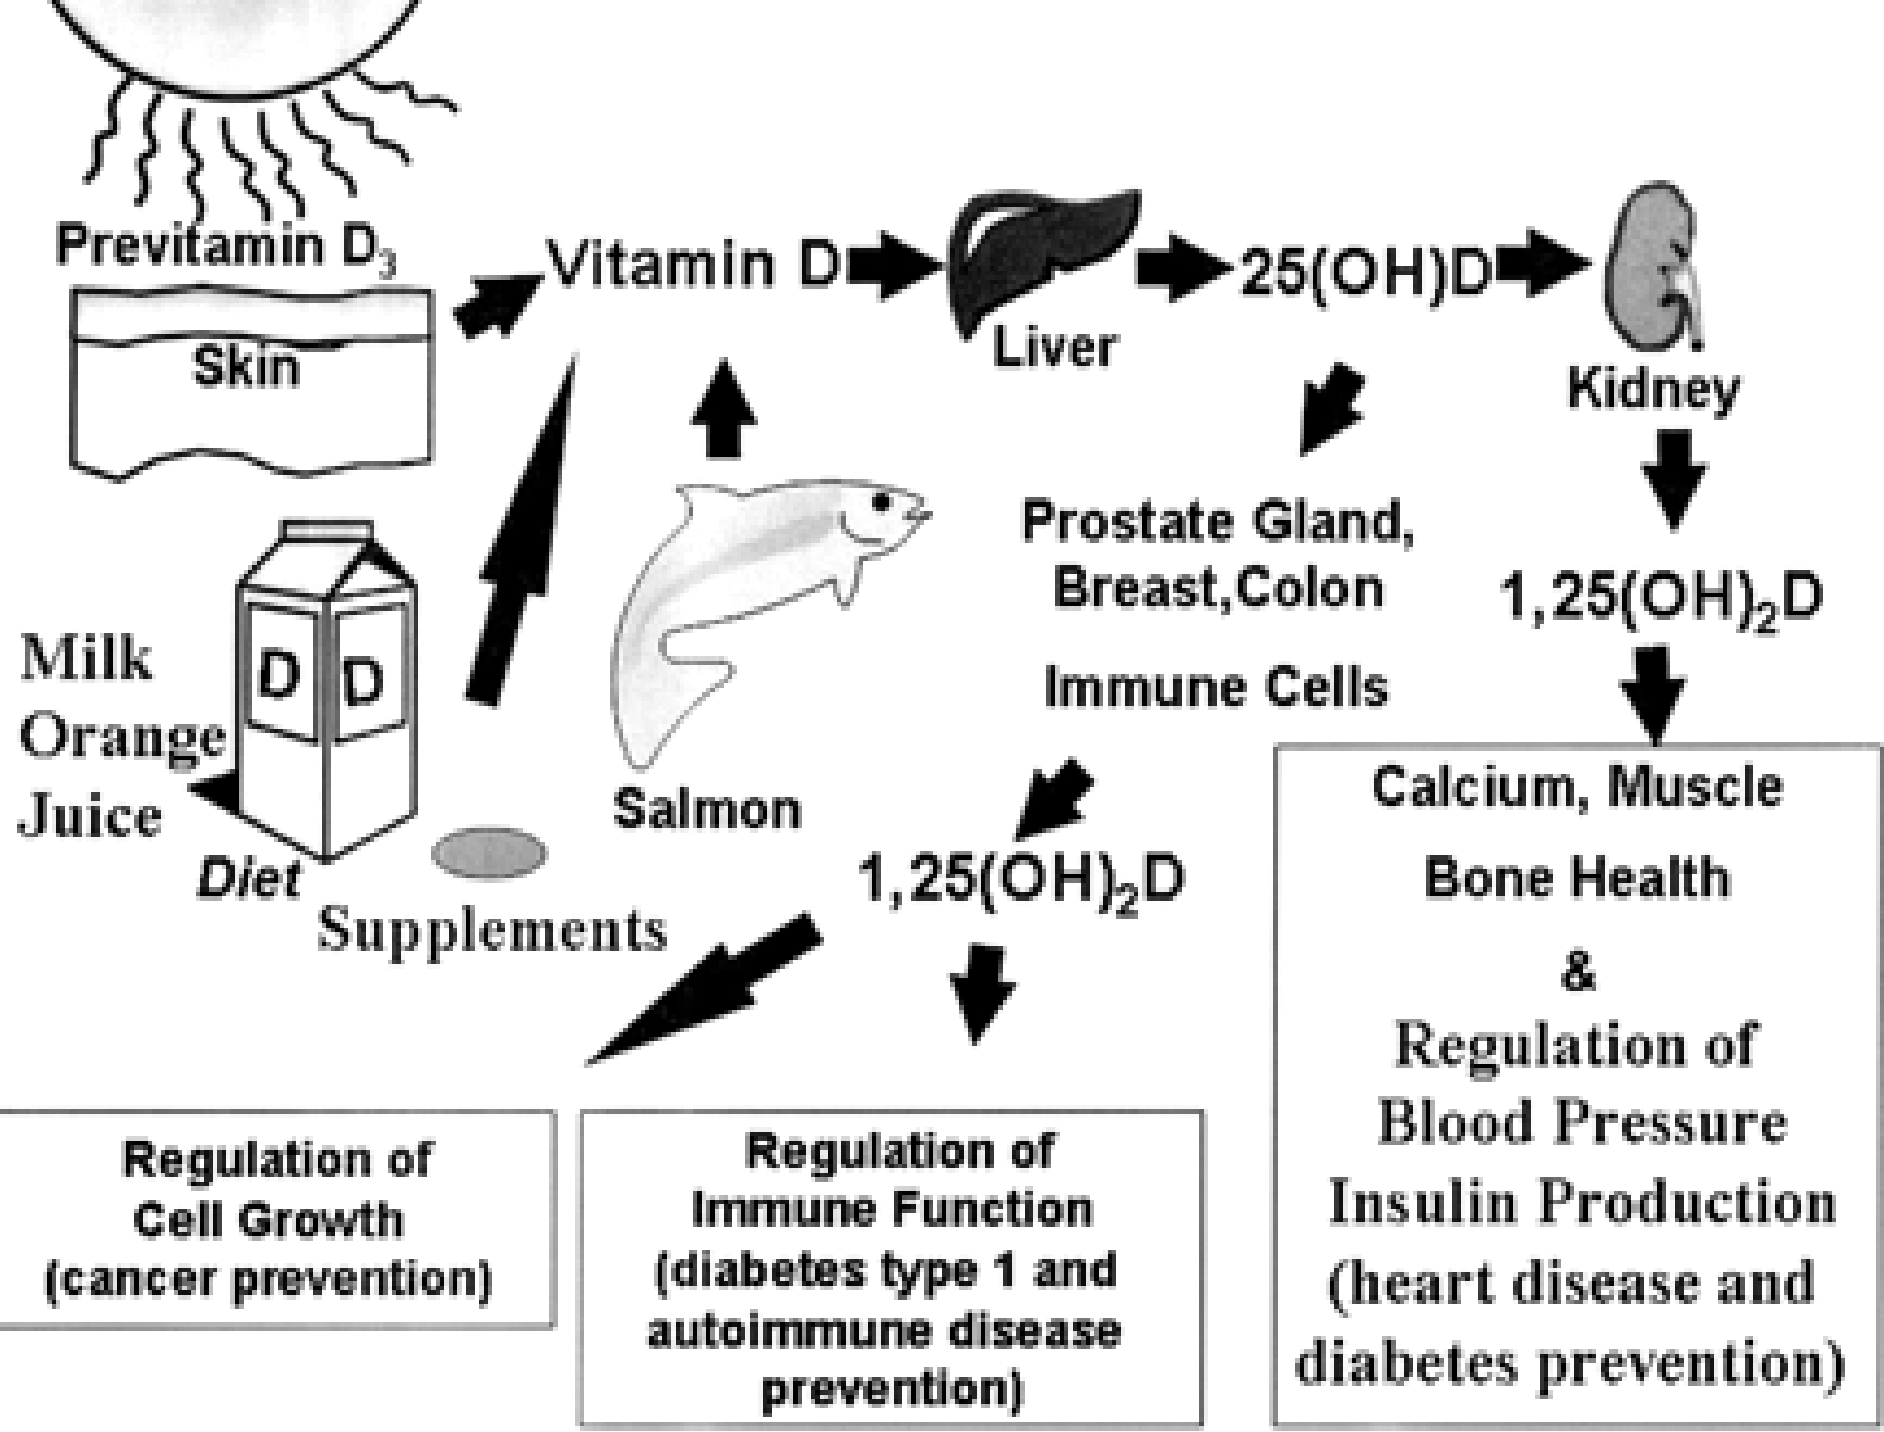 Previtamin D₃
Skin
Vitamin D
Liver
25(OH)D
Kidney
Milk
Orange
Juice
D D
Diet
Supplements
Salmon
Prostate Gland,
Breast,Colon
Immune Cells
1,25(OH)₂D
1,25(OH)₂D
Regulation of
Cell Growth
(cancer prevention)
Regulation of
Immune Function
(diabetes type 1 and
autoimmune disease
prevention)
Calcium, Muscle
Bone Health
&
Regulation of
Blood Pressure
Insulin Production
(heart disease and
diabetes prevention)